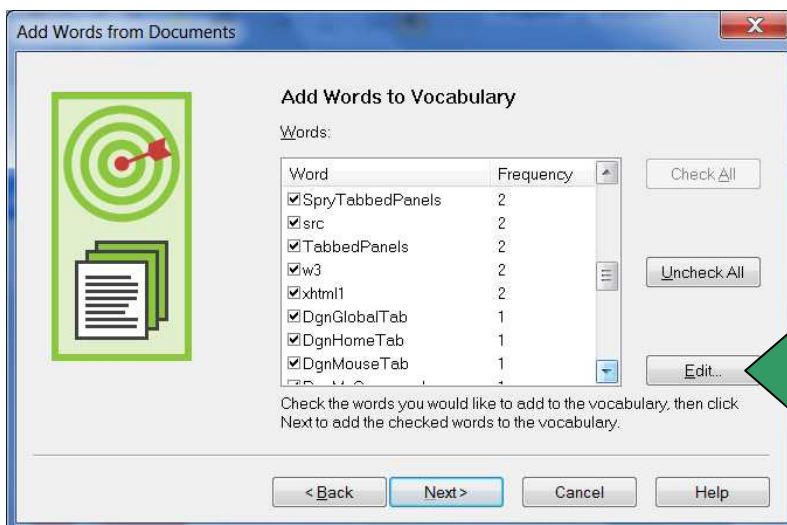 Add Words from Documents
Add Words to Vocabulary
Words:
Word Frequency
SpryTabbedPanels 2
src 2
TabbedPanels 2
w3 2
xhtml1 2
DgnGlobalTab 1
DgnHomeTab 1
DgnMouseTab 1
Check All
Uncheck All
Edit...
Check the words you would like to add to the vocabulary, then click
Next to add the checked words to the vocabulary.
< Back Next > Cancel Help